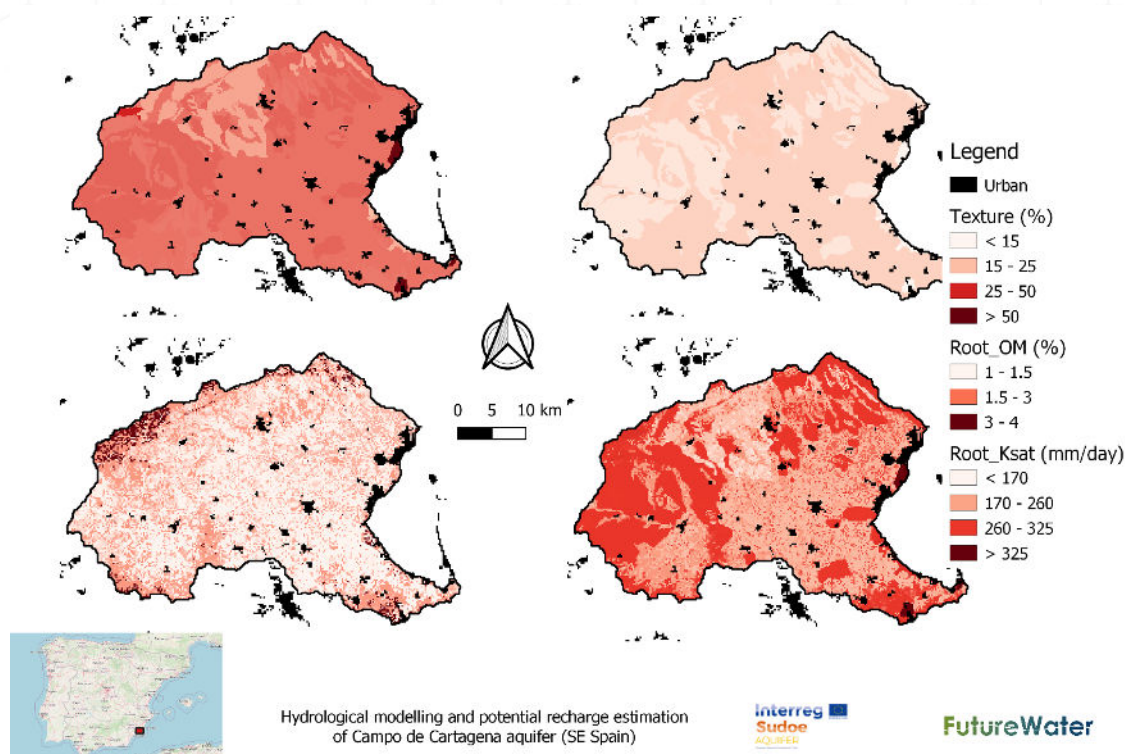 Legend
Urban
Texture (%)
< 15
15 - 25
25 - 50
> 50
Root_OM (%)
1 - 1.5
1.5 - 3
3 - 4
Root_Ksat (mm/day)
< 170
170 - 260
260 - 325
> 325
0 5 10 km
Hydrological modelling and potential recharge estimation
of Campo de Cartagena aquifer (SE Spain)
Interreg
Sudoe
AQUIFER
FutureWater